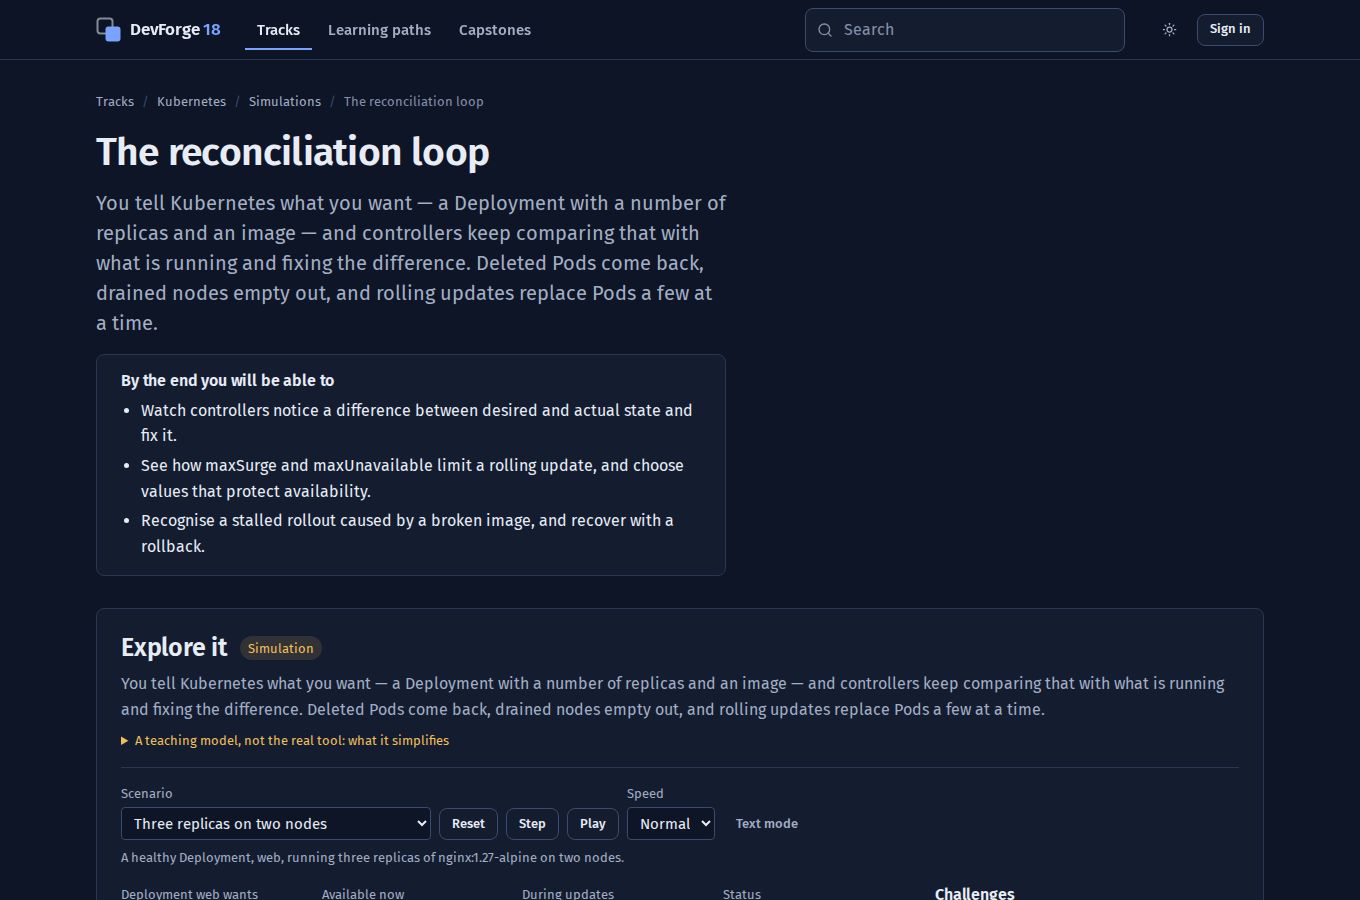 DevForge 18
Tracks
Learning paths
Capstones
Search
Sign in
Tracks / Kubernetes / Simulations / The reconciliation loop
The reconciliation loop
You tell Kubernetes what you want — a Deployment with a number of
replicas and an image — and controllers keep comparing that with
what is running and fixing the difference. Deleted Pods come back,
drained nodes empty out, and rolling updates replace Pods a few at
a time.
By the end you will be able to
• Watch controllers notice a difference between desired and actual state and
fix it.
• See how maxSurge and maxUnavailable limit a rolling update, and choose
values that protect availability.
• Recognise a stalled rollout caused by a broken image, and recover with a
rollback.
Explore it
Simulation
You tell Kubernetes what you want — a Deployment with a number of replicas and an image — and controllers keep comparing that with what is running
and fixing the difference. Deleted Pods come back, drained nodes empty out, and rolling updates replace Pods a few at a time.
A teaching model, not the real tool: what it simplifies
Scenario
Speed
Three replicas on two nodes
Reset
Step
Play
Normal
Text mode
A healthy Deployment, web, running three replicas of nginx:1.27-alpine on two nodes.
Deployment web wants
Available now
During updates
Status
Challenges